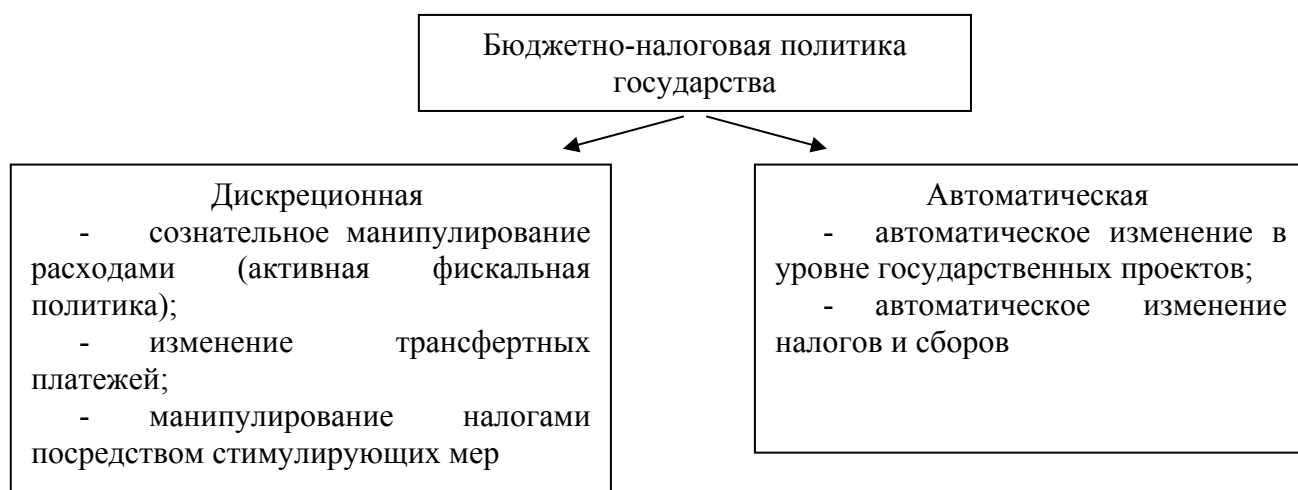 Бюджетно-налоговая политика
государства
Дискреционная
- сознательное манипулирование
расходами (активная фискальная
политика);
- изменение трансфертных
платежей;
- манипулирование налогами
посредством стимулирующих мер
Автоматическая
- автоматическое изменение в
уровне государственных проектов;
- автоматическое изменение
налогов и сборов